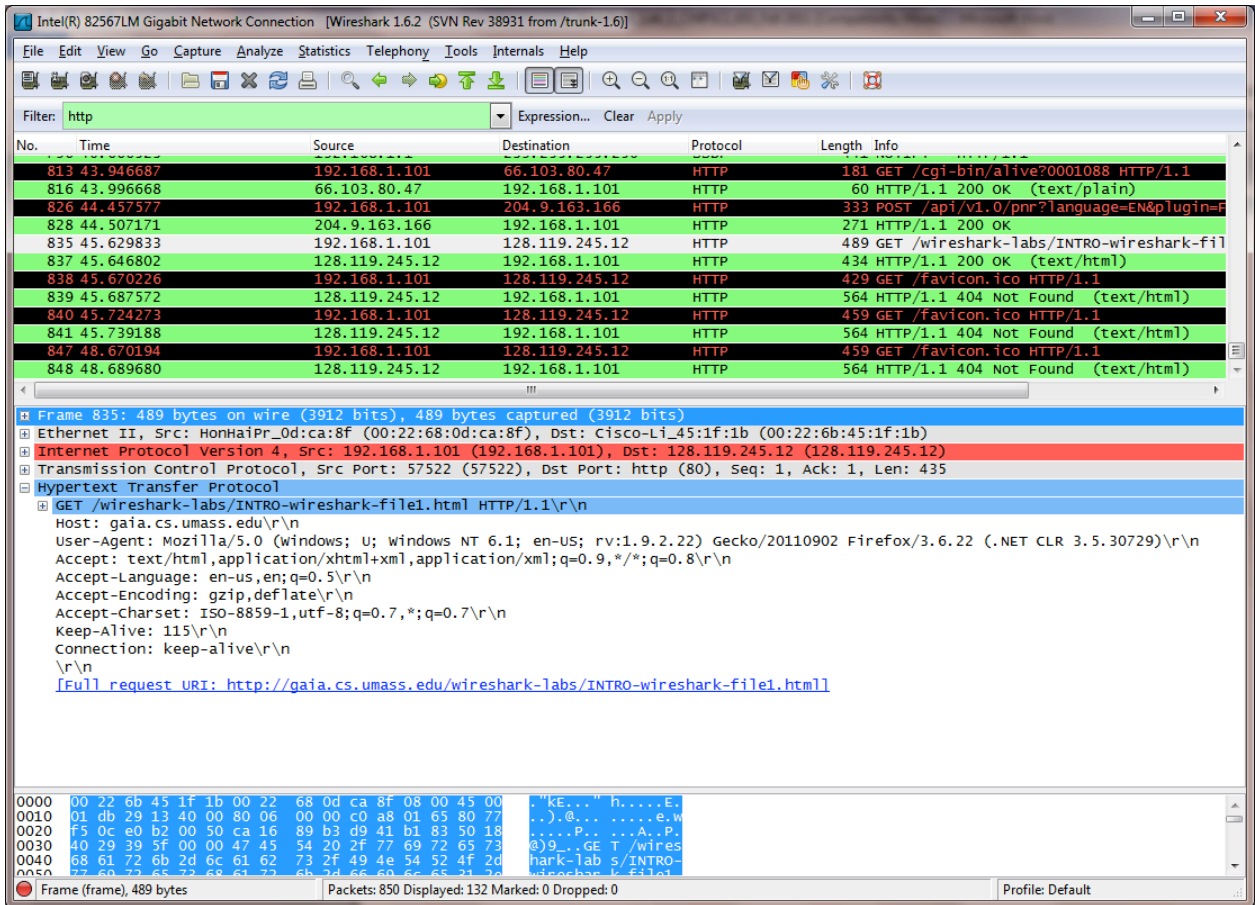 Intel(R) 82567LM Gigabit Network Connection [Wireshark 1.6.2 (SVN Rev 38931 from /trunk-1.6)]
File Edit View Go Capture Analyze Statistics Telephony Tools Internals Help
Filter: http Expression... Clear Apply
No. Time Source Destination Protocol Length Info
813 43.946687 192.168.1.101 66.103.80.47 HTTP 181 GET /cgi-bin/alive?0001088 HTTP/1.1
816 43.996668 66.103.80.47 192.168.1.101 HTTP 60 HTTP/1.1 200 OK (text/plain)
826 44.457577 192.168.1.101 204.9.163.166 HTTP 333 POST /api/v1.0/pnr?language=EN&plugin=F
828 44.507171 204.9.163.166 192.168.1.101 HTTP 271 HTTP/1.1 200 OK
835 45.629833 192.168.1.101 128.119.245.12 HTTP 489 GET /wireshark-labs/INTRO-wireshark-fil
837 45.646802 128.119.245.12 192.168.1.101 HTTP 434 HTTP/1.1 200 OK (text/html)
838 45.670226 192.168.1.101 128.119.245.12 HTTP 429 GET /favicon.ico HTTP/1.1
839 45.687572 128.119.245.12 192.168.1.101 HTTP 564 HTTP/1.1 404 Not Found (text/html)
840 45.724273 192.168.1.101 128.119.245.12 HTTP 459 GET /favicon.ico HTTP/1.1
841 45.739188 128.119.245.12 192.168.1.101 HTTP 564 HTTP/1.1 404 Not Found (text/html)
847 48.670194 192.168.1.101 128.119.245.12 HTTP 459 GET /favicon.ico HTTP/1.1
848 48.689680 128.119.245.12 192.168.1.101 HTTP 564 HTTP/1.1 404 Not Found (text/html)
Frame 835: 489 bytes on wire (3912 bits), 489 bytes captured (3912 bits)
Ethernet II, Src: HonHaiPr_0d:ca:8f (00:22:68:0d:ca:8f), Dst: Cisco-Li_45:1f:1b (00:22:6b:45:1f:1b)
Internet Protocol Version 4, Src: 192.168.1.101 (192.168.1.101), Dst: 128.119.245.12 (128.119.245.12)
Transmission Control Protocol, Src Port: 57522 (57522), Dst Port: http (80), Seq: 1, Ack: 1, Len: 435
Hypertext Transfer Protocol
GET /wireshark-labs/INTRO-wireshark-file1.html HTTP/1.1\r\n
Host: gaia.cs.umass.edu\r\n
User-Agent: Mozilla/5.0 (Windows; U; Windows NT 6.1; en-US; rv:1.9.2.22) Gecko/20110902 Firefox/3.6.22 (.NET CLR 3.5.30729)\r\n
Accept: text/html,application/xhtml+xml,application/xml;q=0.9,*/*;q=0.8\r\n
Accept-Language: en-us,en;q=0.5\r\n
Accept-Encoding: gzip,deflate\r\n
Accept-Charset: ISO-8859-1,utf-8;q=0.7,*;q=0.7\r\n
Keep-Alive: 115\r\n
Connection: keep-alive\r\n
\r\n
[Full request URI: http://gaia.cs.umass.edu/wireshark-labs/INTRO-wireshark-file1.html]
0000 00 22 6b 45 1f 1b 00 22 68 0d ca 8f 08 00 45 00 ."kE..." h.....E.
0010 01 db 29 13 40 00 80 06 00 00 c0 a8 01 65 80 77 ..).@... .....e.w
0020 f5 0c e0 b2 00 50 ca 16 89 b3 d9 41 b1 83 50 18 .....P.. ...A..P.
0030 40 29 39 5f 00 00 47 45 54 20 2f 77 69 72 65 73 @)9_..GE T /wires
0040 68 61 72 6b 2d 6c 61 62 73 2f 49 4e 54 52 4f 2d hark-lab s/INTRO-
0050 77 69 72 65 73 68 61 72 6b 2d 66 69 6c 65 31 2e wireshar k-file1.
Frame (frame), 489 bytes Packets: 850 Displayed: 132 Marked: 0 Dropped: 0 Profile: Default